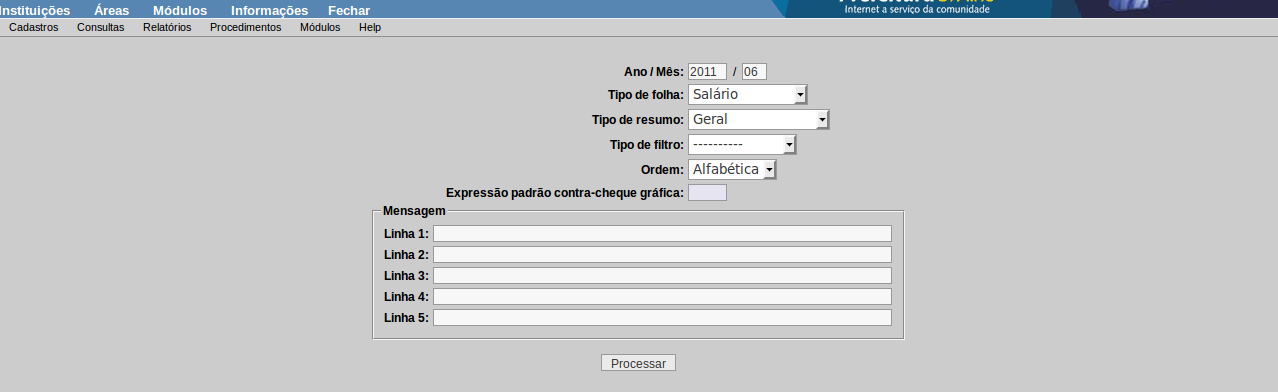 Instituições Áreas Módulos Informações Fechar
Internet a serviço da comunidade
Cadastros Consultas Relatórios Procedimentos Módulos Help
Ano / Mês: 2011 / 06
Tipo de folha: Salário
Tipo de resumo: Geral
Tipo de filtro: ----------
Ordem: Alfabética
Expressão padrão contra-cheque gráfica:
Mensagem
Linha 1:
Linha 2:
Linha 3:
Linha 4:
Linha 5:
Processar